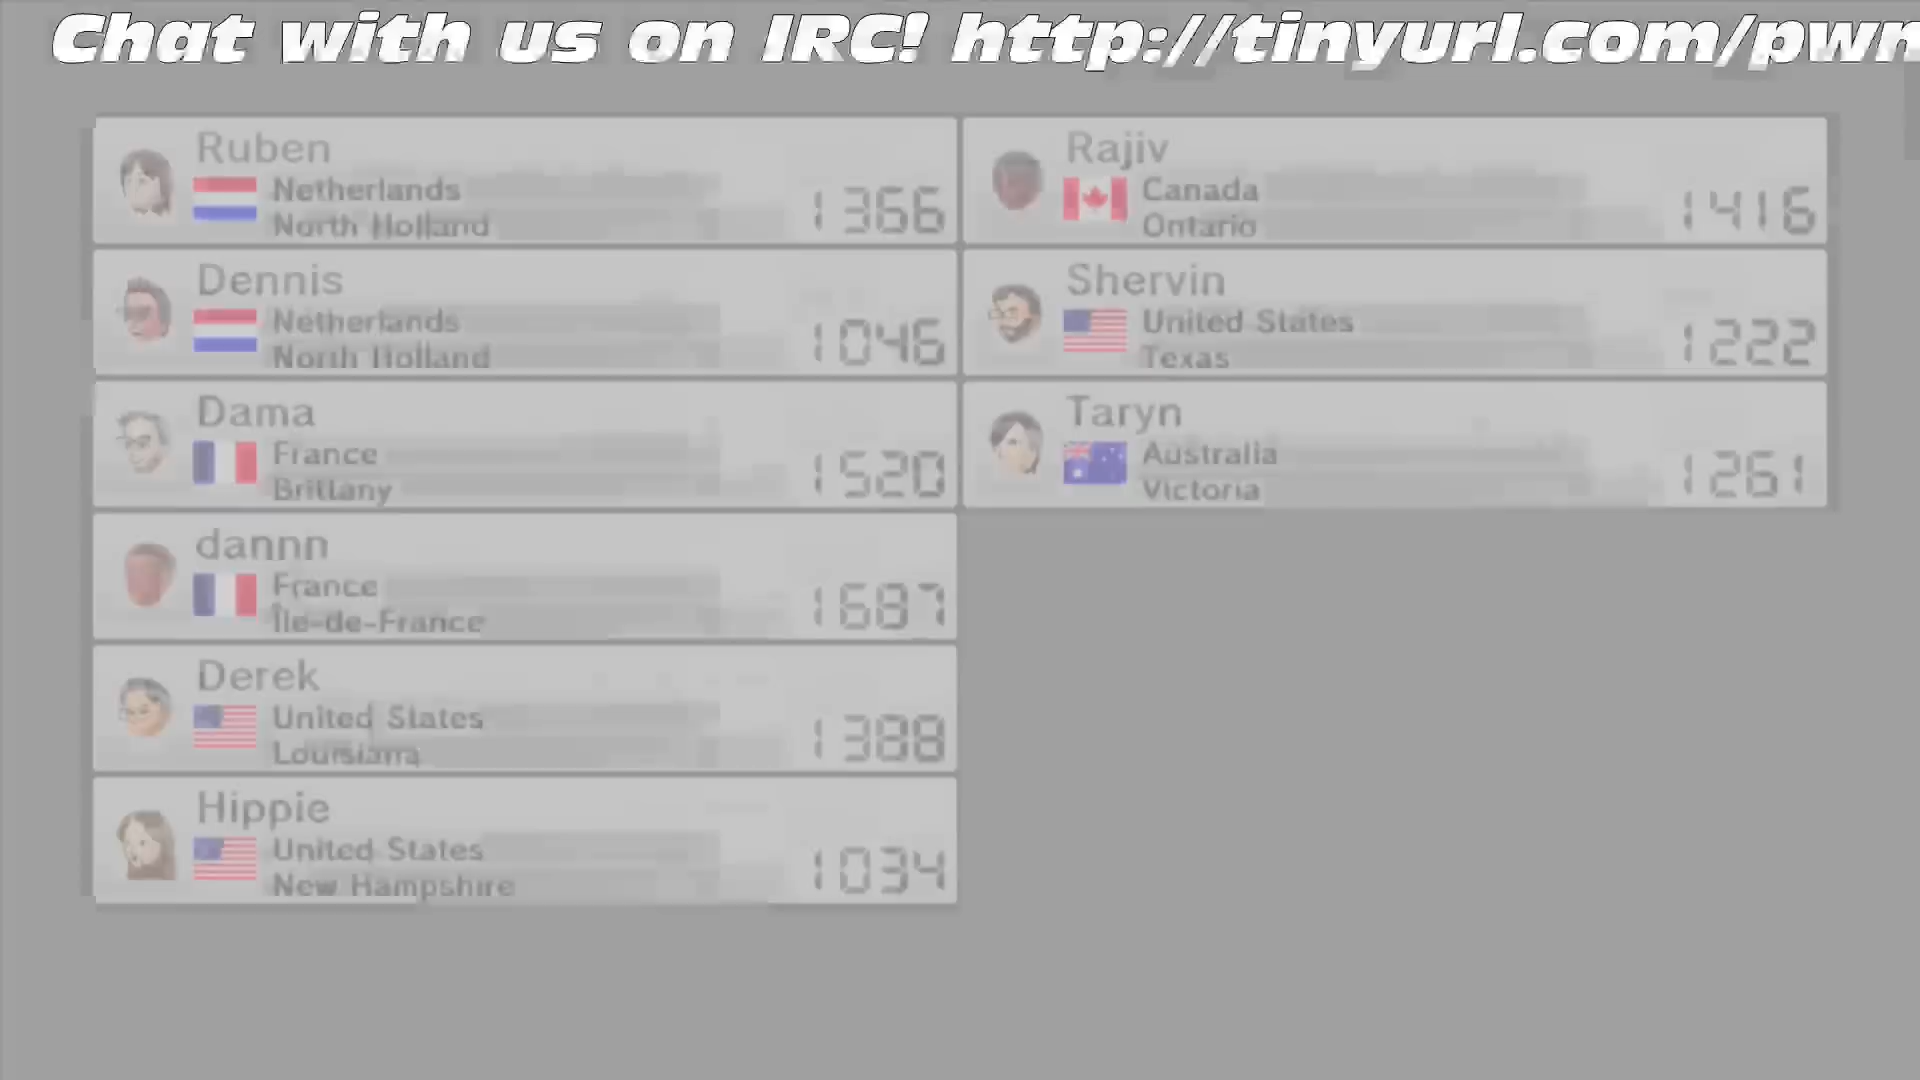 Chat with us on IRC! http://tinyurl.com/pwn
Ruben
Netherlands
North Holland
1366
Dennis
Netherlands
North Holland
1046
Dama
France
Brittany
1520
dannn
France
Île-de-France
1687
Derek
United States
Louisiana
1388
Hippie
United States
New Hampshire
1034
Rajiv
Canada
Ontario
1416
Shervin
United States
Texas
1222
Taryn
Australia
Victoria
1261